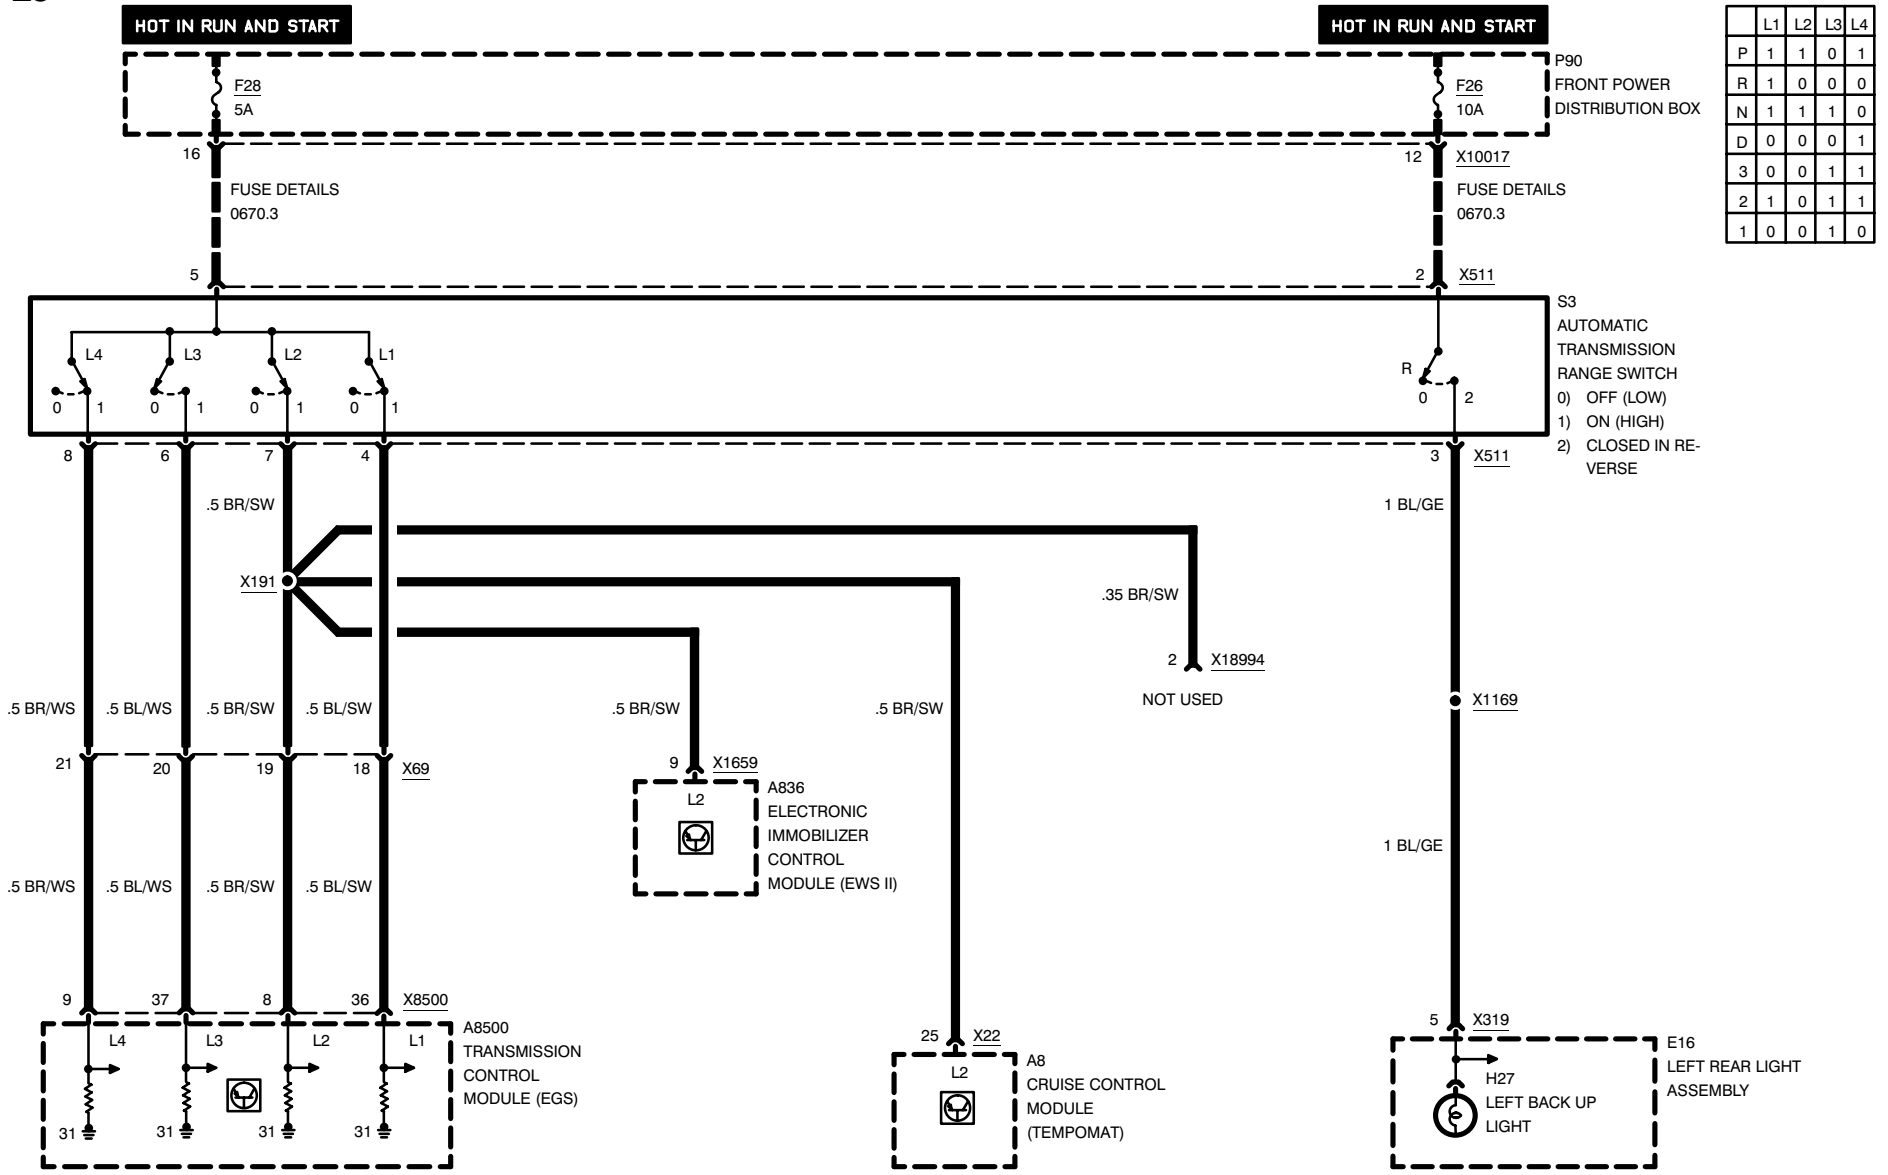 HOT IN RUN AND START
HOT IN RUN AND START
L1 L2 L3 L4
P 1 1 0 1
R 1 0 0 0
N 1 1 1 0
D 0 0 0 1
3 0 0 1 1
2 1 0 1 1
1 0 0 1 0
F28
5A
F26
10A
P90
FRONT POWER
DISTRIBUTION BOX
16
12
X10017
FUSE DETAILS
0670.3
FUSE DETAILS
0670.3
5
2
X511
L4
L3
L2
L1
0
1
0
1
0
1
0
1
R
0
2
S3
AUTOMATIC
TRANSMISSION
RANGE SWITCH
0) OFF (LOW)
1) ON (HIGH)
2) CLOSED IN RE-
VERSE
8
6
7
4
3
X511
.5 BR/SW
1 BL/GE
X191
.35 BR/SW
2
X18994
NOT USED
.5 BR/WS
.5 BL/WS
.5 BR/SW
.5 BL/SW
.5 BR/SW
.5 BR/SW
X1169
21
20
19
18
X69
9
X1659
L2
A836
ELECTRONIC
IMMOBILIZER
CONTROL
MODULE (EWS II)
1 BL/GE
.5 BR/WS
.5 BL/WS
.5 BR/SW
.5 BL/SW
9
37
8
36
X8500
L4
L3
L2
L1
31
31
31
31
A8500
TRANSMISSION
CONTROL
MODULE (EGS)
25
X22
L2
A8
CRUISE CONTROL
MODULE
(TEMPOMAT)
5
X319
H27
LEFT BACK UP
LIGHT
E16
LEFT REAR LIGHT
ASSEMBLY